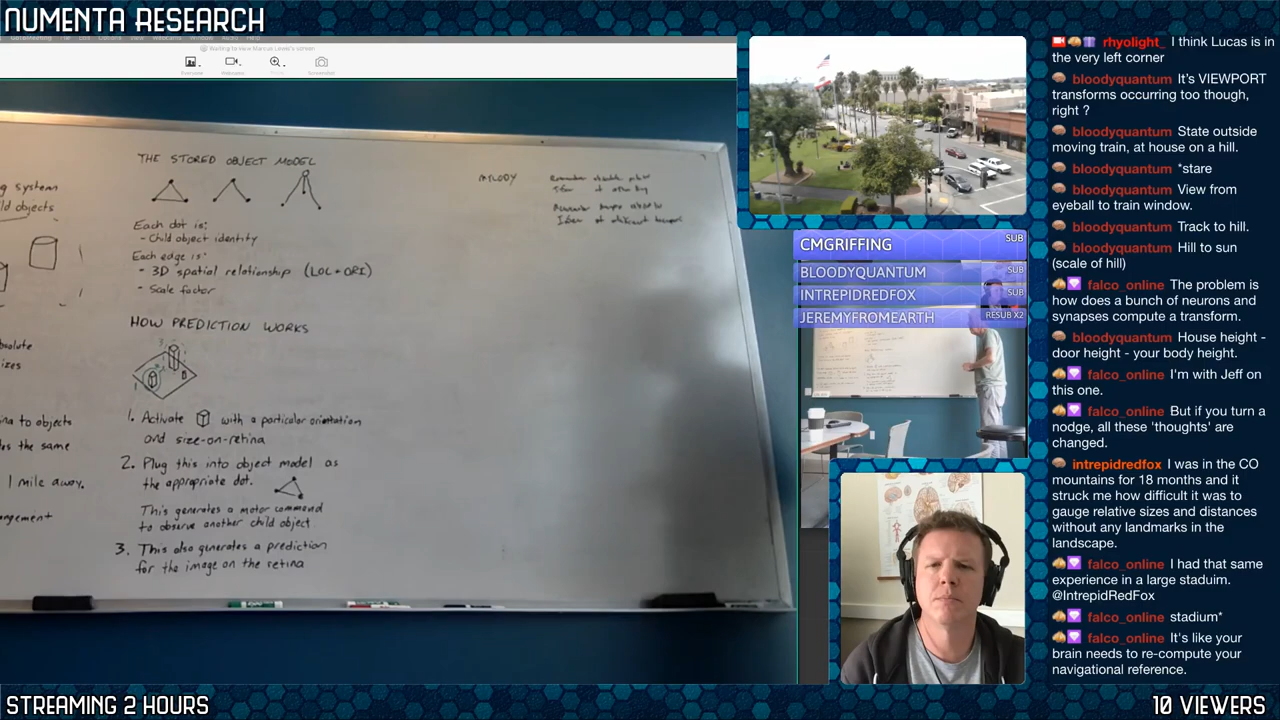 NUMENTA RESEARCH
Waiting to view Marcus Lewis's screen
g system
ld objects
absolute
sizes
na to objects
es the same
1 mile away.
angement
THE STORED OBJECT MODEL
Each dot is:
- Child object identity
Each edge is:
- 3D spatial relationship (LOC + ORI)
- Scale factor
HOW PREDICTION WORKS
1. Activate with a particular orientation
and size-on-retina
2. Plug this into object model as
the appropriate dot.
This generates a motor command
to observe another child object.
3. This also generates a prediction
for the image on the retina
MELODY
CMGRIFFING SUB
BLOODYQUANTUM SUB
INTREPIDREDFOX SUB
JEREMYFROMEARTH RESUB X2
rhyolight_ I think Lucas is in
the very left corner
bloodyquantum It's VIEWPORT
transforms occurring too though,
right ?
bloodyquantum State outside
moving train, at house on a hill.
bloodyquantum *stare
bloodyquantum View from
eyeball to train window.
bloodyquantum Track to hill.
bloodyquantum Hill to sun
(scale of hill)
falco_online The problem is
how does a bunch of neurons and
synapses compute a transform.
bloodyquantum House height -
door height - your body height.
falco_online I'm with Jeff on
this one.
falco_online But if you turn a
nodge, all these 'thoughts' are
changed.
intrepidredfox I was in the CO
mountains for 18 months and it
struck me how difficult it was to
gauge relative sizes and distances
without any landmarks in the
landscape.
falco_online I had that same
experience in a large staduim.
@IntrepidRedFox
falco_online stadium*
falco_online It's like your
brain needs to re-compute your
navigational reference.
STREAMING 2 HOURS
10 VIEWERS